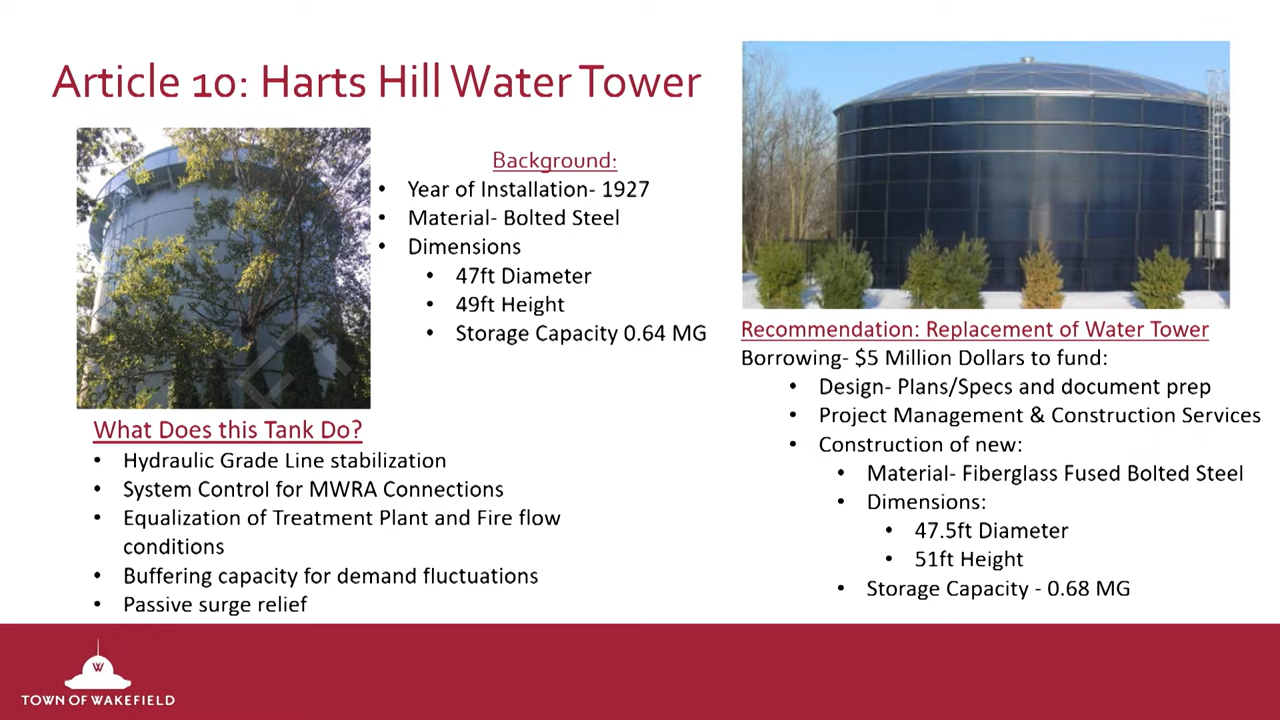 Article 10: Harts Hill Water Tower
Background:
• Year of Installation- 1927
• Material- Bolted Steel
• Dimensions
• 47ft Diameter
• 49ft Height
• Storage Capacity 0.64 MG
What Does this Tank Do?
• Hydraulic Grade Line stabilization
• System Control for MWRA Connections
• Equalization of Treatment Plant and Fire flow
conditions
• Buffering capacity for demand fluctuations
• Passive surge relief
Recommendation: Replacement of Water Tower
Borrowing- $5 Million Dollars to fund:
• Design- Plans/Specs and document prep
• Project Management & Construction Services
• Construction of new:
• Material- Fiberglass Fused Bolted Steel
• Dimensions:
• 47.5ft Diameter
• 51ft Height
• Storage Capacity - 0.68 MG
W
TOWN OF WAKEFIELD